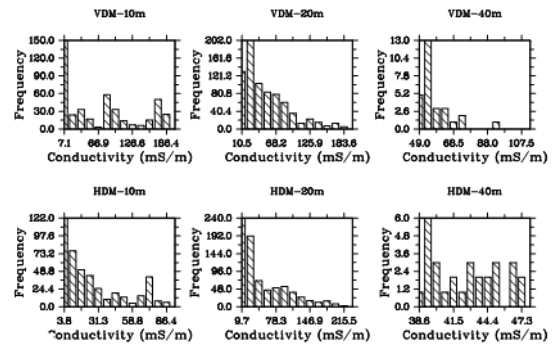 VDM-10m VDM-20m VDM-40m
150.0 202.0 13.0
120.0 161.6 10.4
90.0 121.2 7.8
60.0 80.8 5.2
30.0 40.4 2.6
0.0 0.0 0.0
Frequency Frequency Frequency
7.1 66.9 126.6 186.4 10.5 68.2 125.9 183.6 49.0 68.5 88.0 107.5
Conductivity (mS/m) Conductivity (mS/m) Conductivity (mS/m)
HDM-10m HDM-20m HDM-40m
122.0 240.0 6.0
97.6 192.0 4.8
73.2 144.0 3.6
48.8 96.0 2.4
24.4 48.0 1.2
0.0 0.0 0.0
Frequency Frequency Frequency
3.8 31.3 58.8 86.4 9.7 78.3 146.9 215.5 38.6 41.5 44.4 47.3
Conductivity (mS/m) Conductivity (mS/m) Conductivity (mS/m)